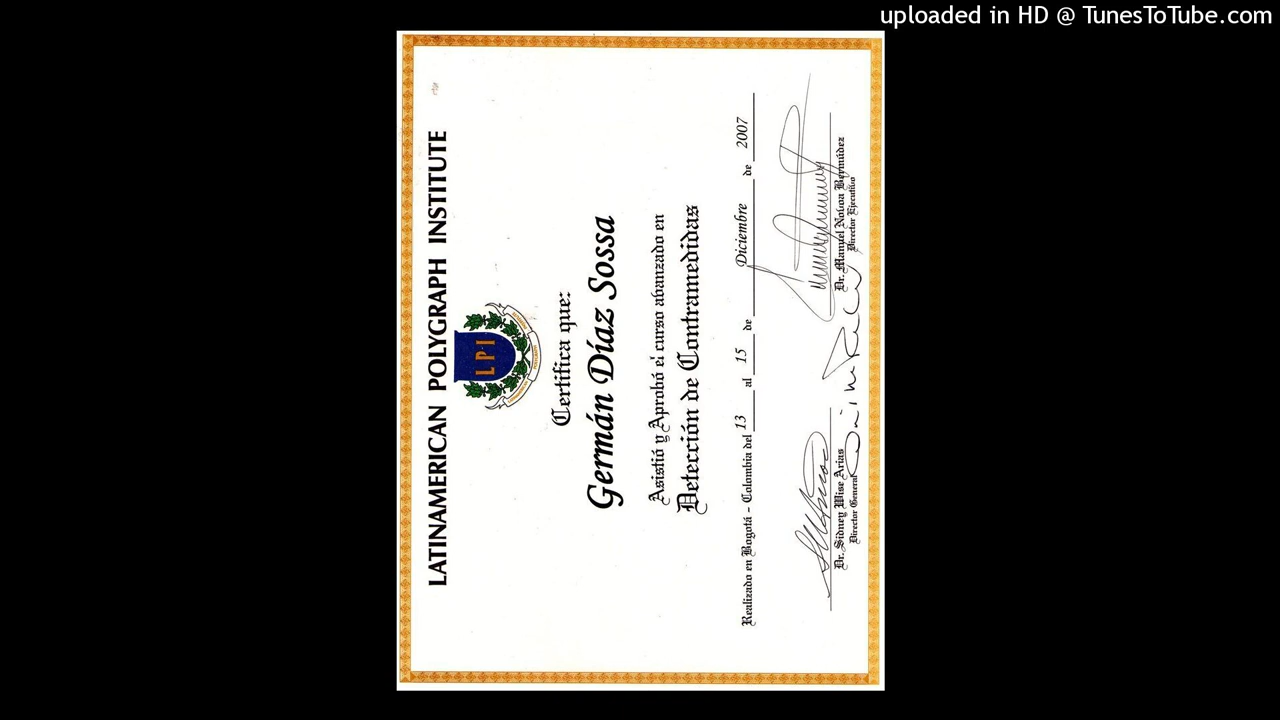 uploaded in HD @ TunesToTube.com
LATINAMERICAN POLYGRAPH INSTITUTE
LPI
Certifica que:
Germán Díaz Sossa
Asistió y Aprobó el curso avanzado en
Detección de Contramedidas
Realizado en Bogotá - Colombia del 13 al 15 de Diciembre de 2007
Dr. Sidney Wise Arias
Director General
Dr. Manuel Novoa Bermúdez
Director Ejecutivo